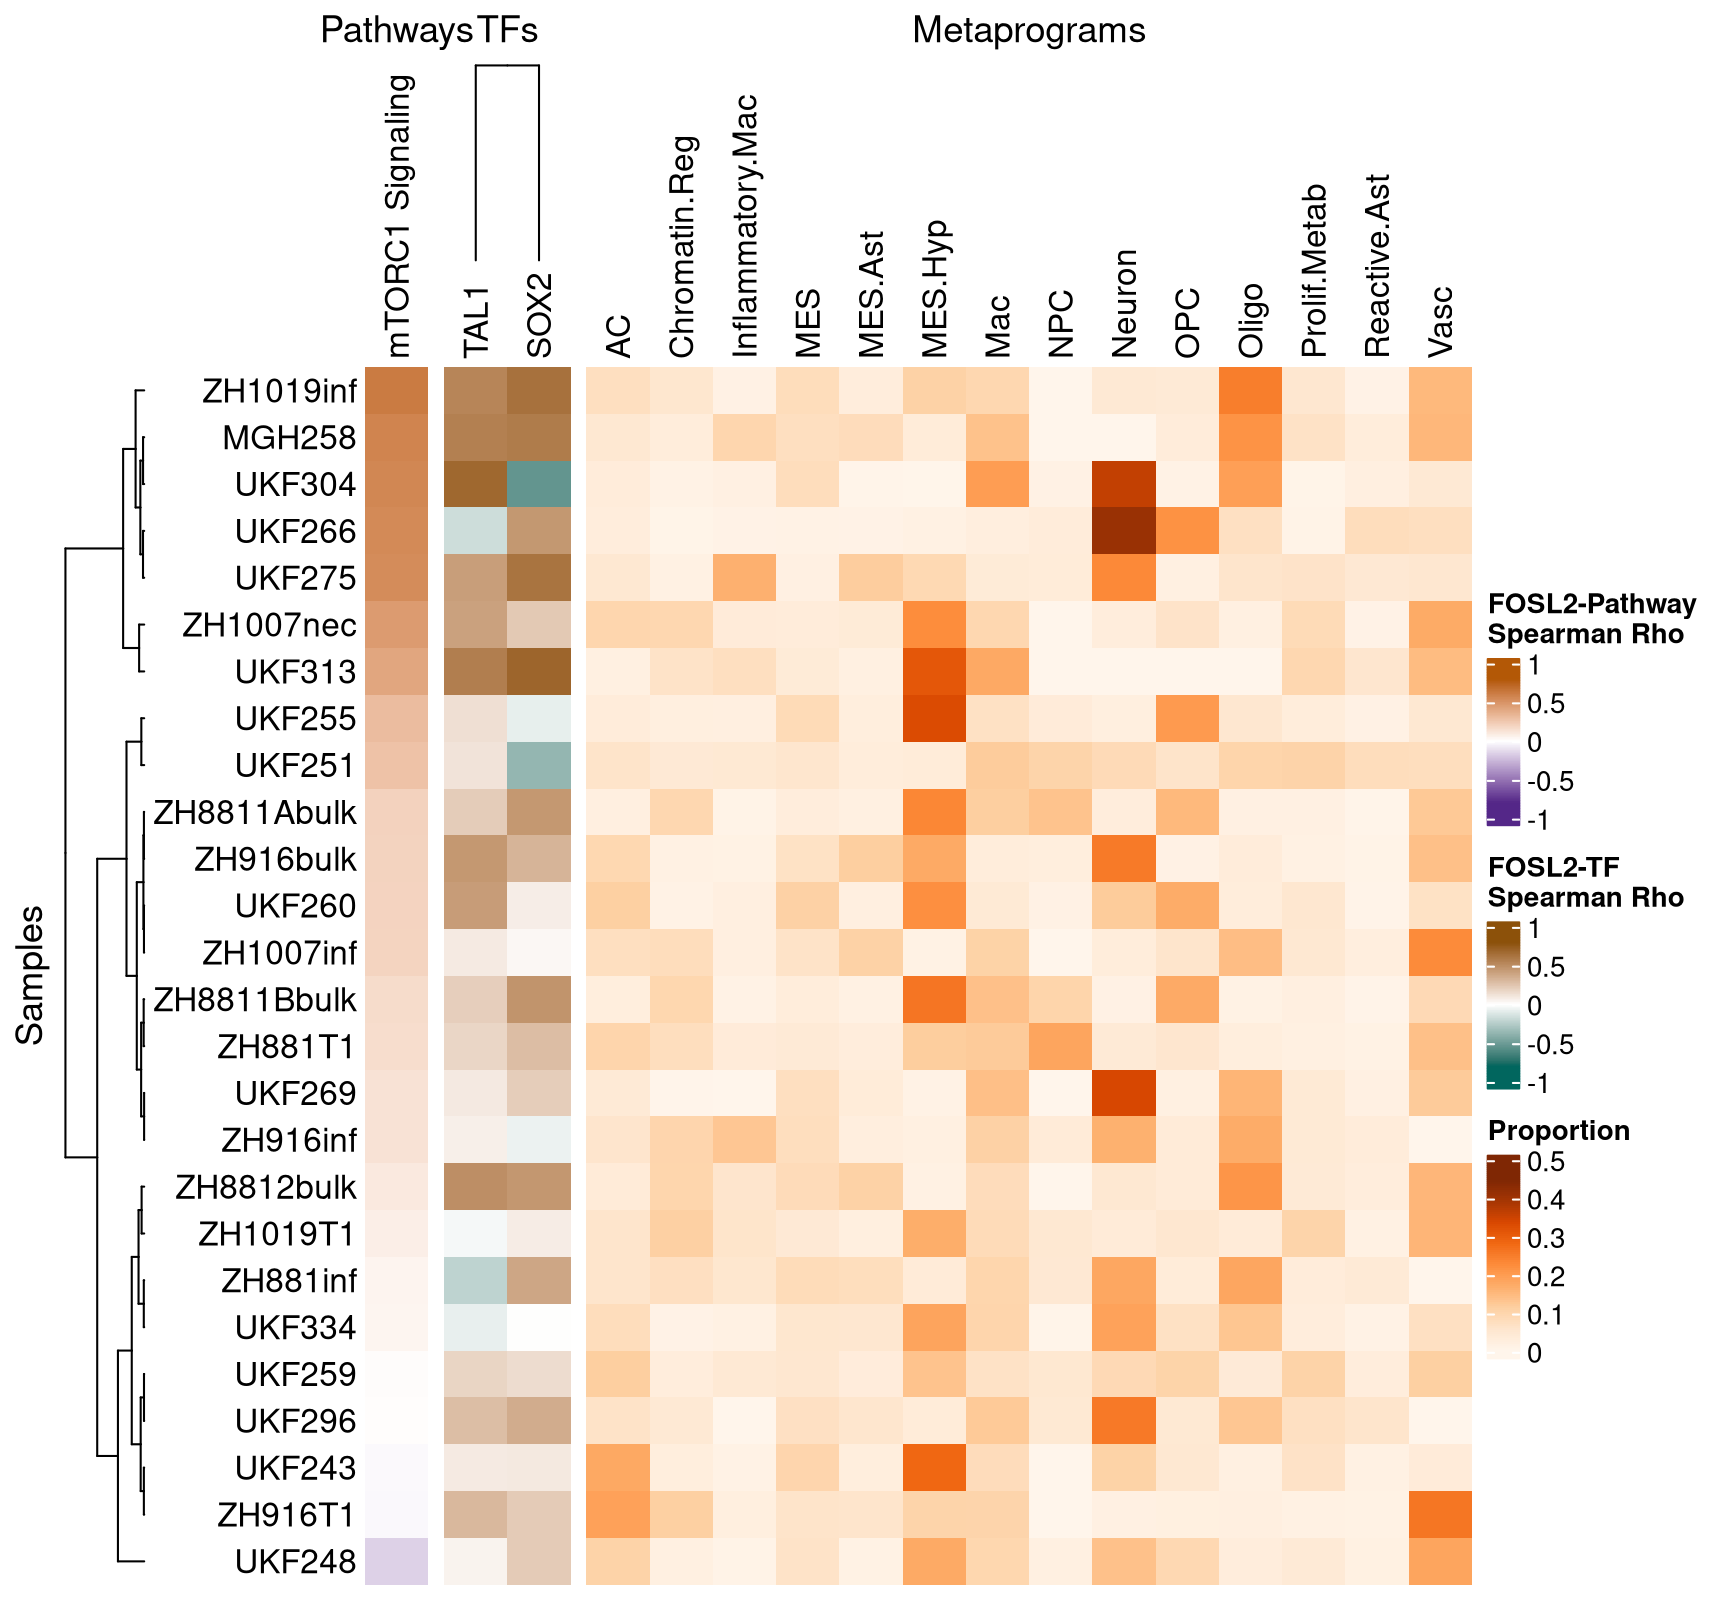 Pathways TFs Metaprograms
mTORC1 Signaling
TAL1
SOX2
AC
Chromatin.Reg
Inflammatory.Mac
MES
MES.Ast
MES.Hyp
Mac
NPC
Neuron
OPC
Oligo
Prolif.Metab
Reactive.Ast
Vasc
Samples
ZH1019inf
MGH258
UKF304
UKF266
UKF275
ZH1007nec
UKF313
UKF255
UKF251
ZH8811Abulk
ZH916bulk
UKF260
ZH1007inf
ZH8811Bbulk
ZH881T1
UKF269
ZH916inf
ZH8812bulk
ZH1019T1
ZH881inf
UKF334
UKF259
UKF296
UKF243
ZH916T1
UKF248
FOSL2-Pathway
Spearman Rho
1
0.5
0
-0.5
-1
FOSL2-TF
Spearman Rho
1
0.5
0
-0.5
-1
Proportion
0.5
0.4
0.3
0.2
0.1
0